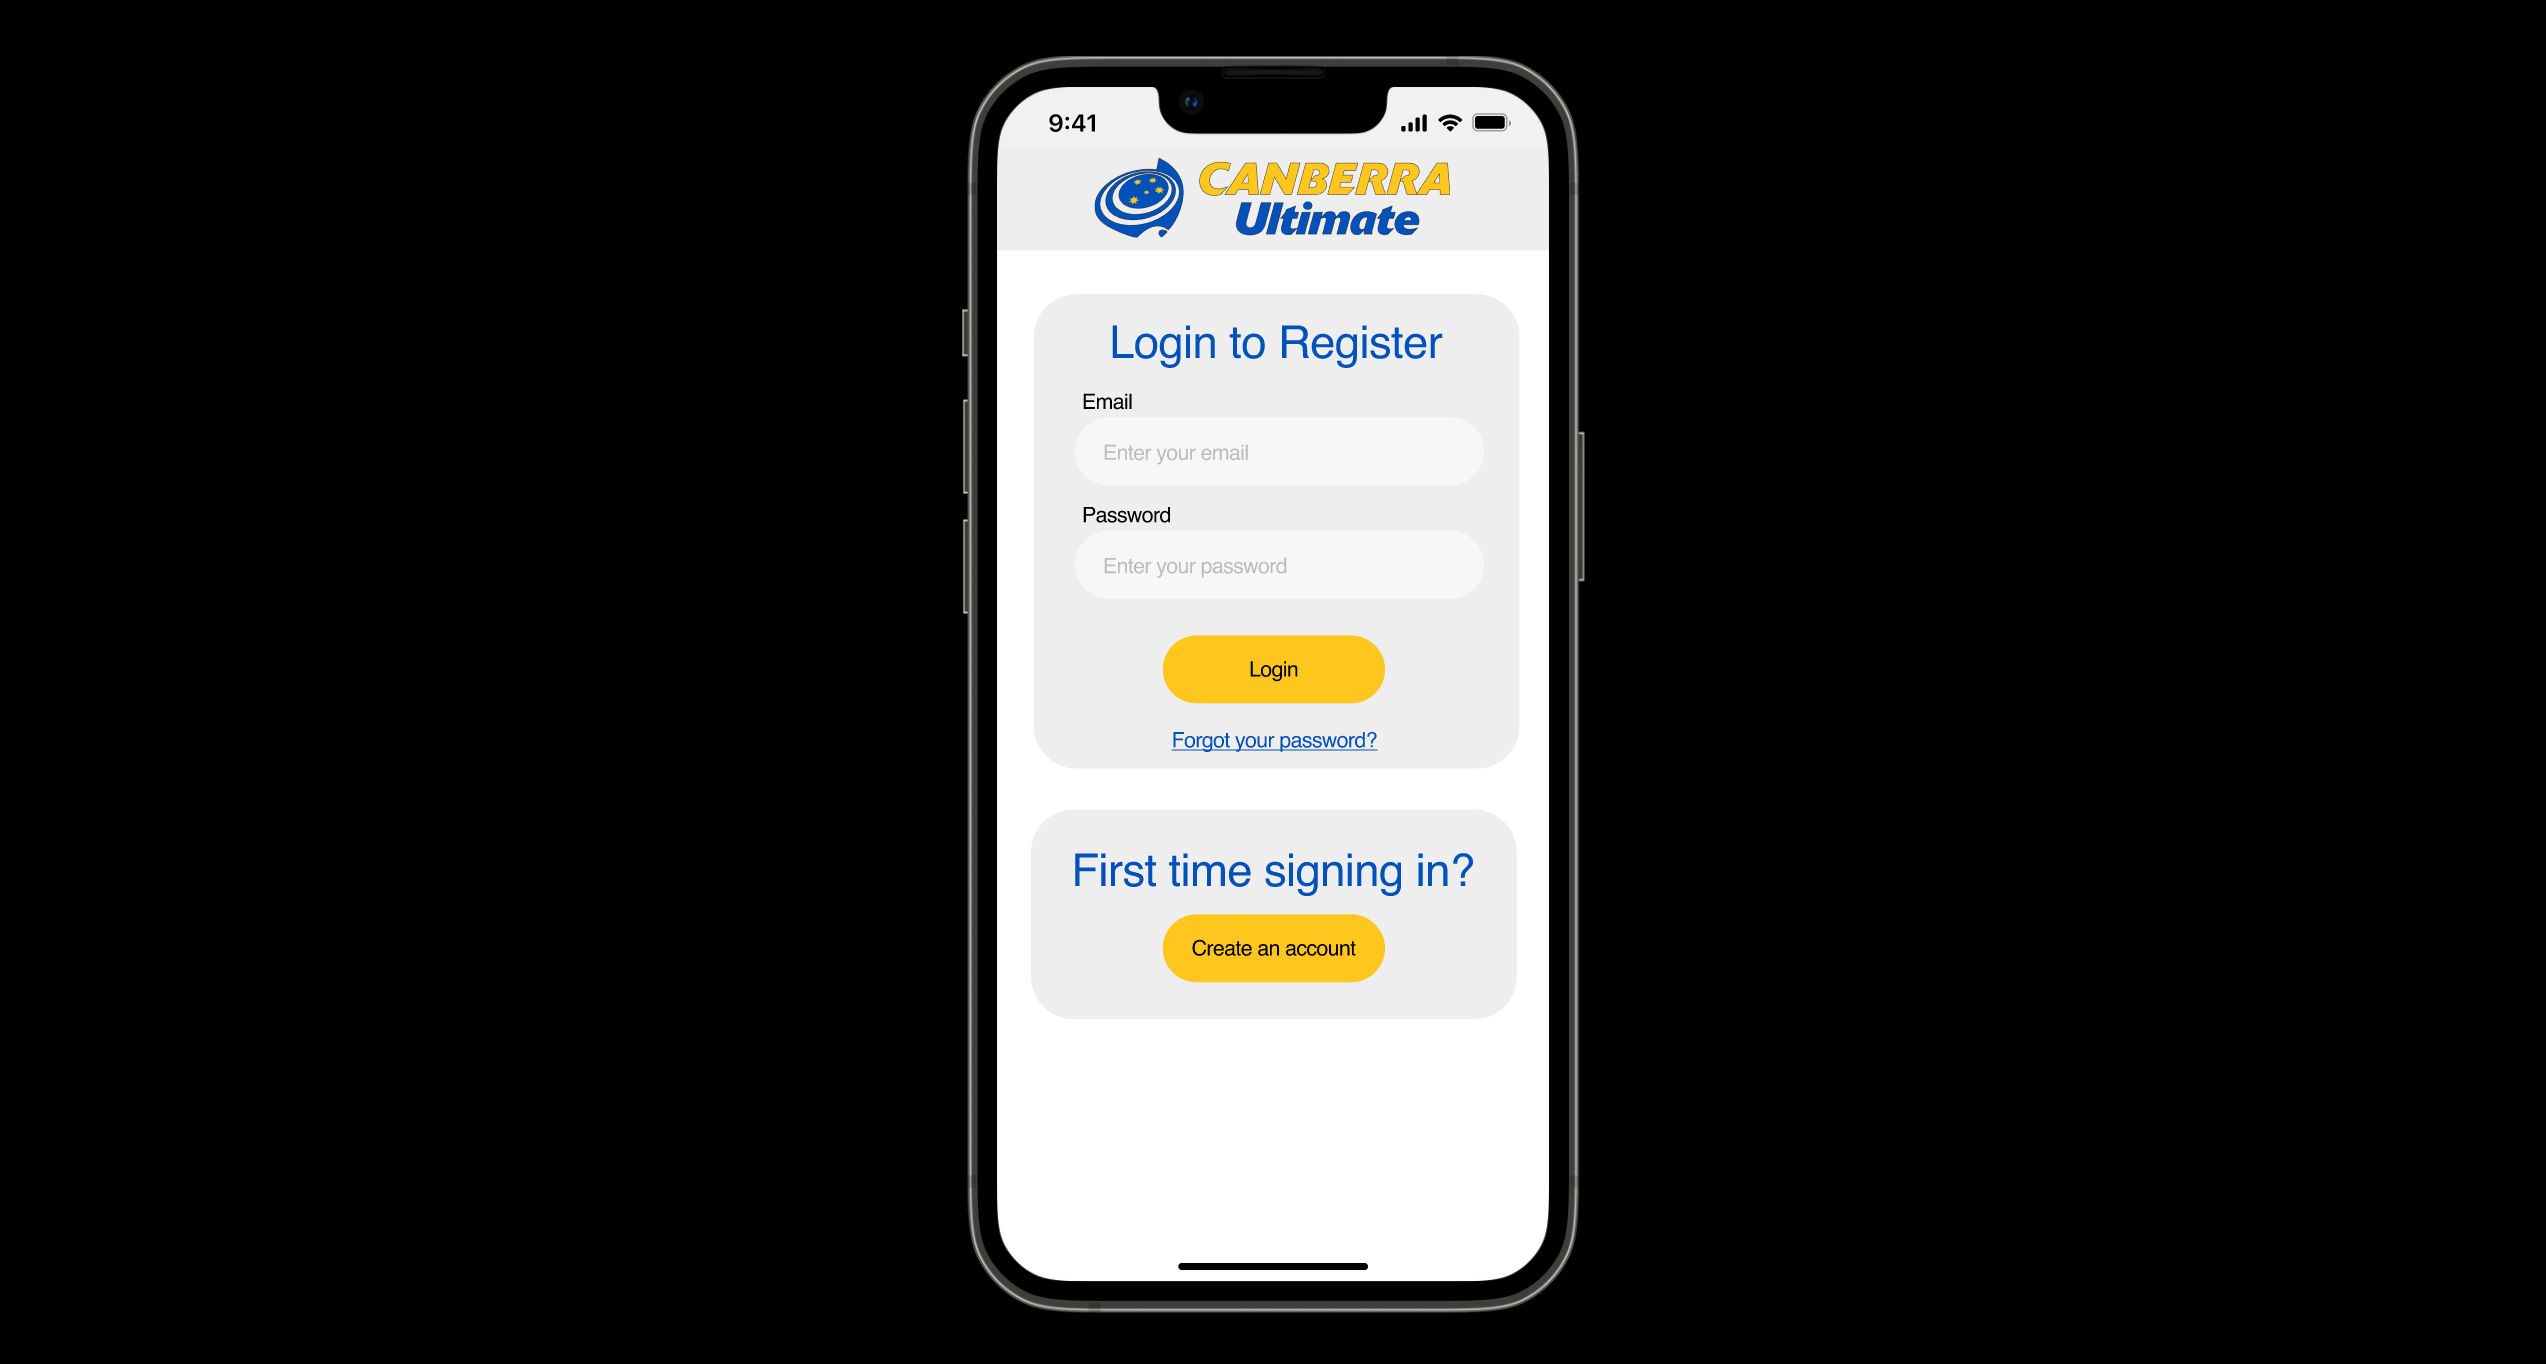 9:41
CANBERRA
Ultimate
Login to Register
Email
Enter your email
Password
Enter your password
Login
Forgot your password?
First time signing in?
Create an account